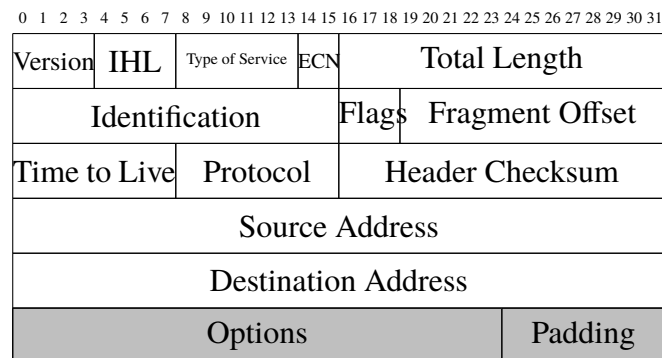 0 1 2 3 4 5 6 7 8 9 10 11 12 13 14 15 16 17 18 19 20 21 22 23 24 25 26 27 28 29 30 31
Version IHL Type of Service ECN Total Length
Identification Flags Fragment Offset
Time to Live Protocol Header Checksum
Source Address
Destination Address
Options Padding